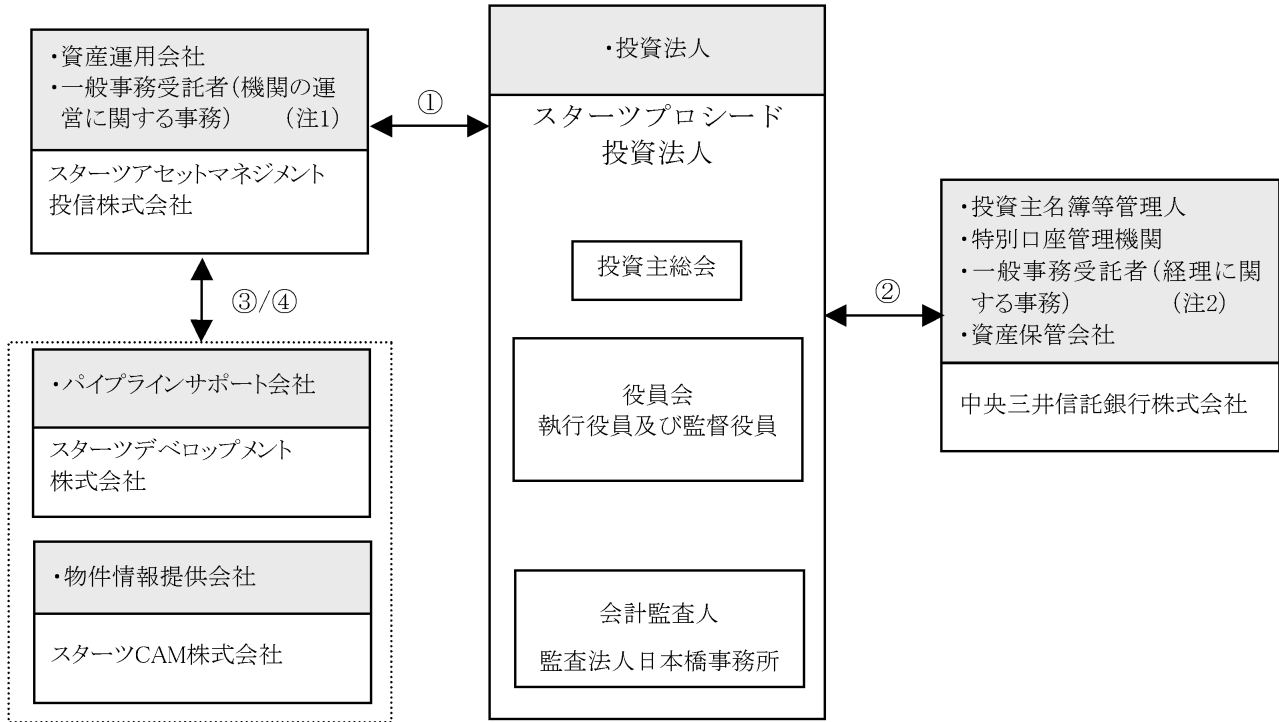 ・資産運用会社
・一般事務受託者(機関の運
営に関する事務) (注1)
スターツアセットマネジメント
投信株式会社
①
③/④
・パイプラインサポート会社
スターツデベロップメント
株式会社
・物件情報提供会社
スターツCAM株式会社
・投資法人
スターツプロシード
投資法人
投資主総会
役員会
執行役員及び監督役員
会計監査人
監査法人日本橋事務所
②
・投資主名簿等管理人
・特別口座管理機関
・一般事務受託者(経理に関
する事務) (注2)
・資産保管会社
中央三井信託銀行株式会社